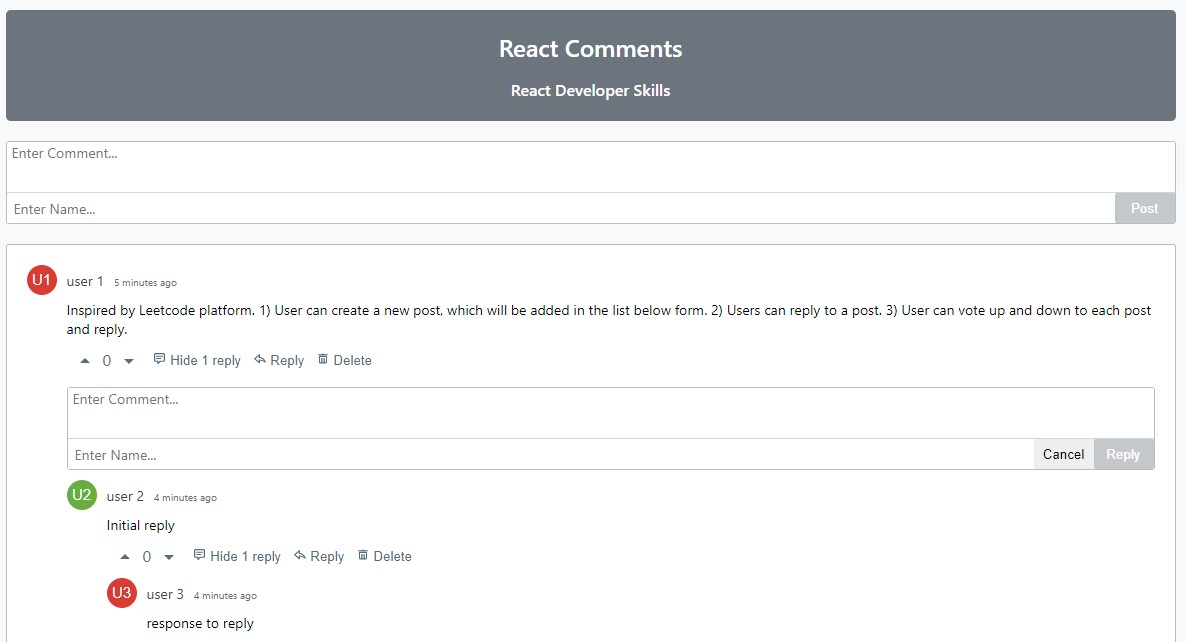 React Comments
React Developer Skills
Enter Comment...
Enter Name...
Post
U1 user 1 5 minutes ago
Inspired by Leetcode platform. 1) User can create a new post, which will be added in the list below form. 2) Users can reply to a post. 3) User can vote up and down to each post
and reply.
0 Hide 1 reply Reply Delete
Enter Comment...
Enter Name...
Cancel Reply
U2 user 2 4 minutes ago
Initial reply
0 Hide 1 reply Reply Delete
U3 user 3 4 minutes ago
response to reply